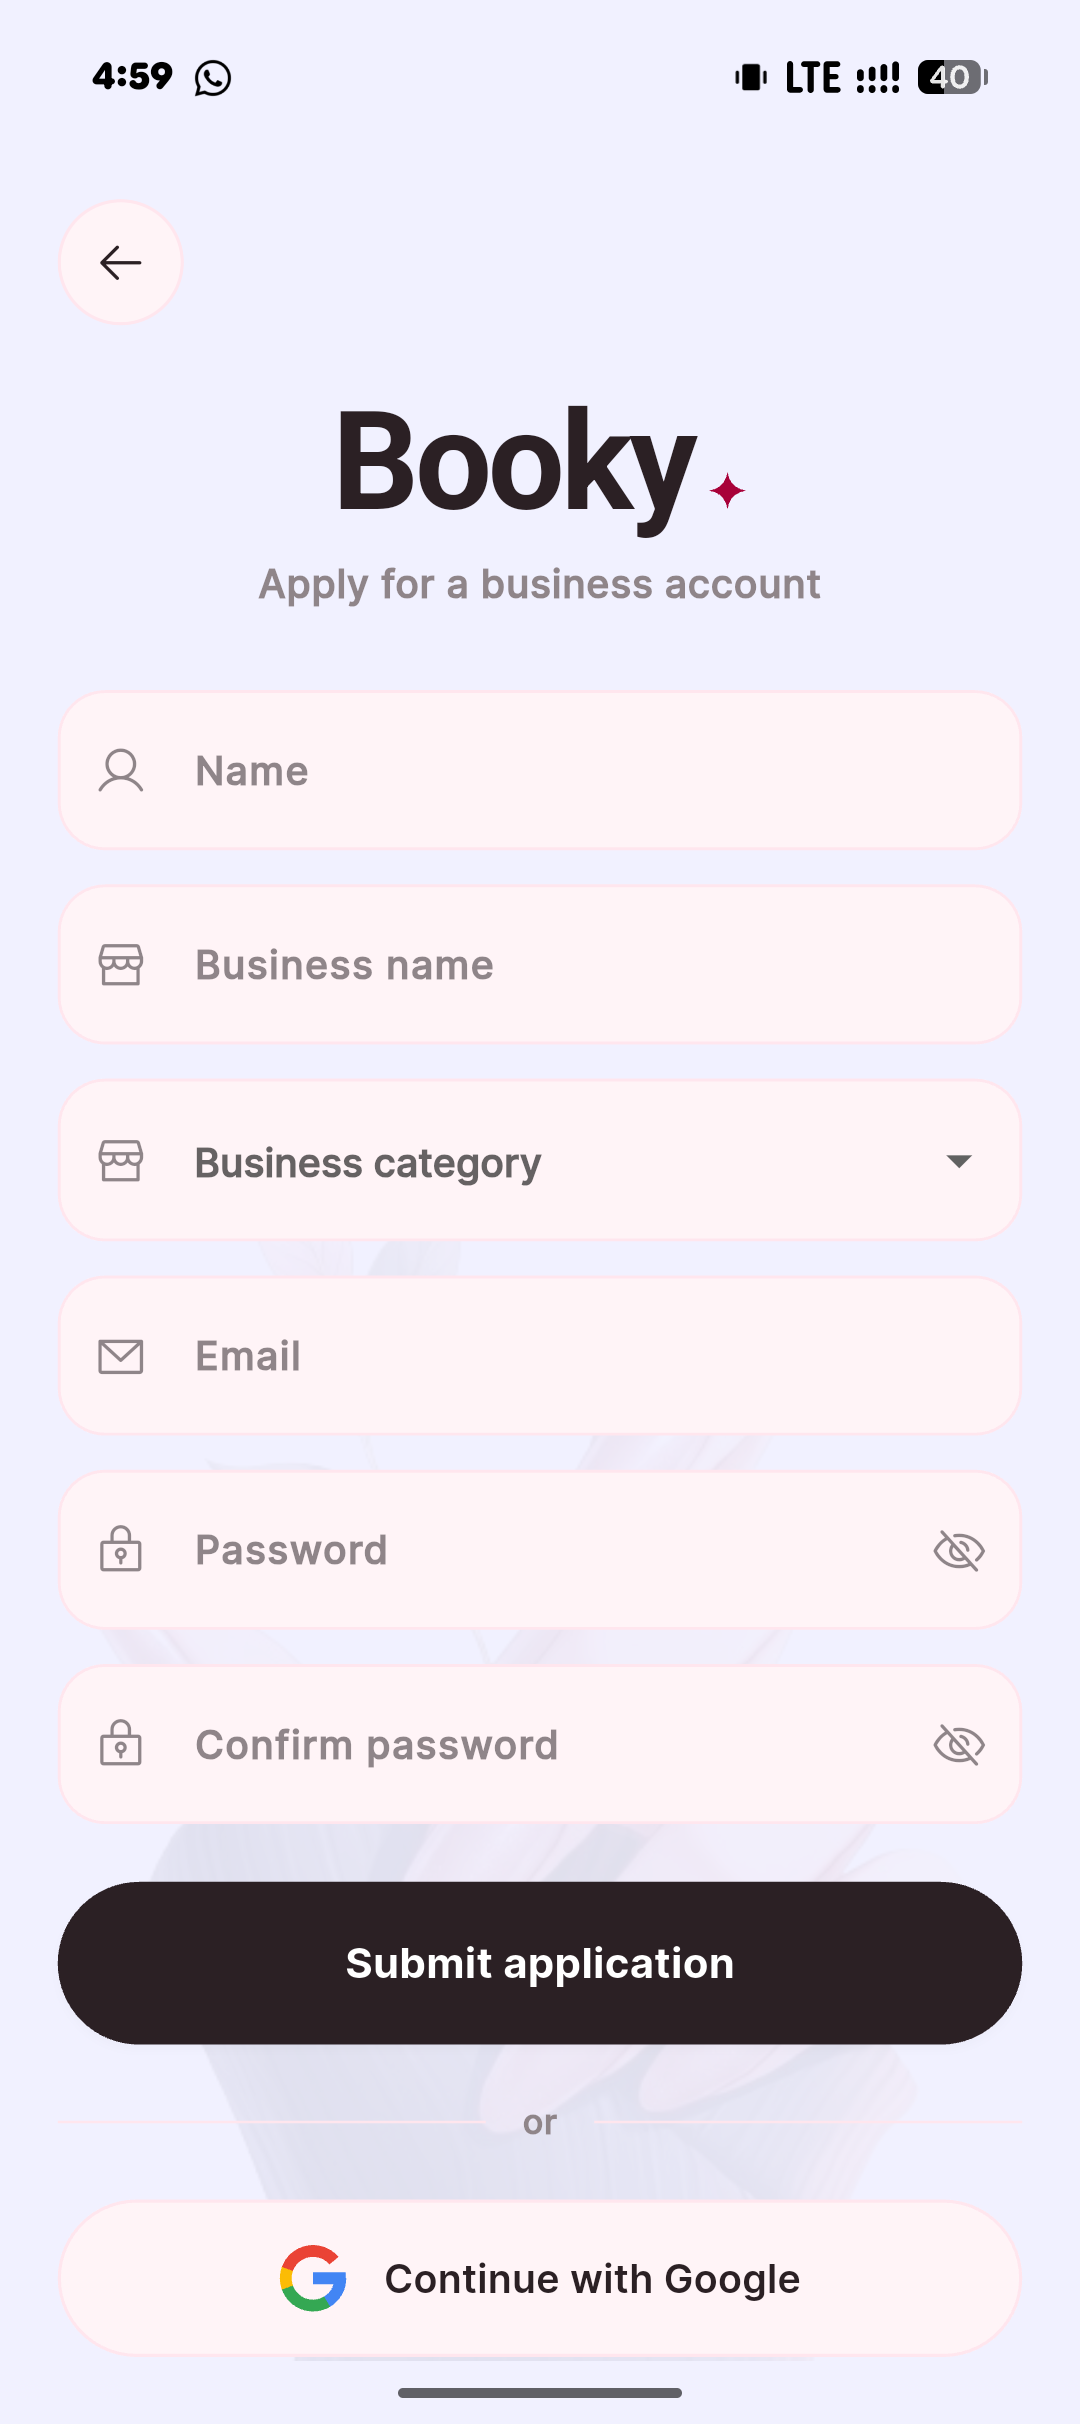 4:59 LTE 40
Booky
Apply for a business account
Name
Business name
Business category
Email
Password
Confirm password
Submit application
or
Continue with Google